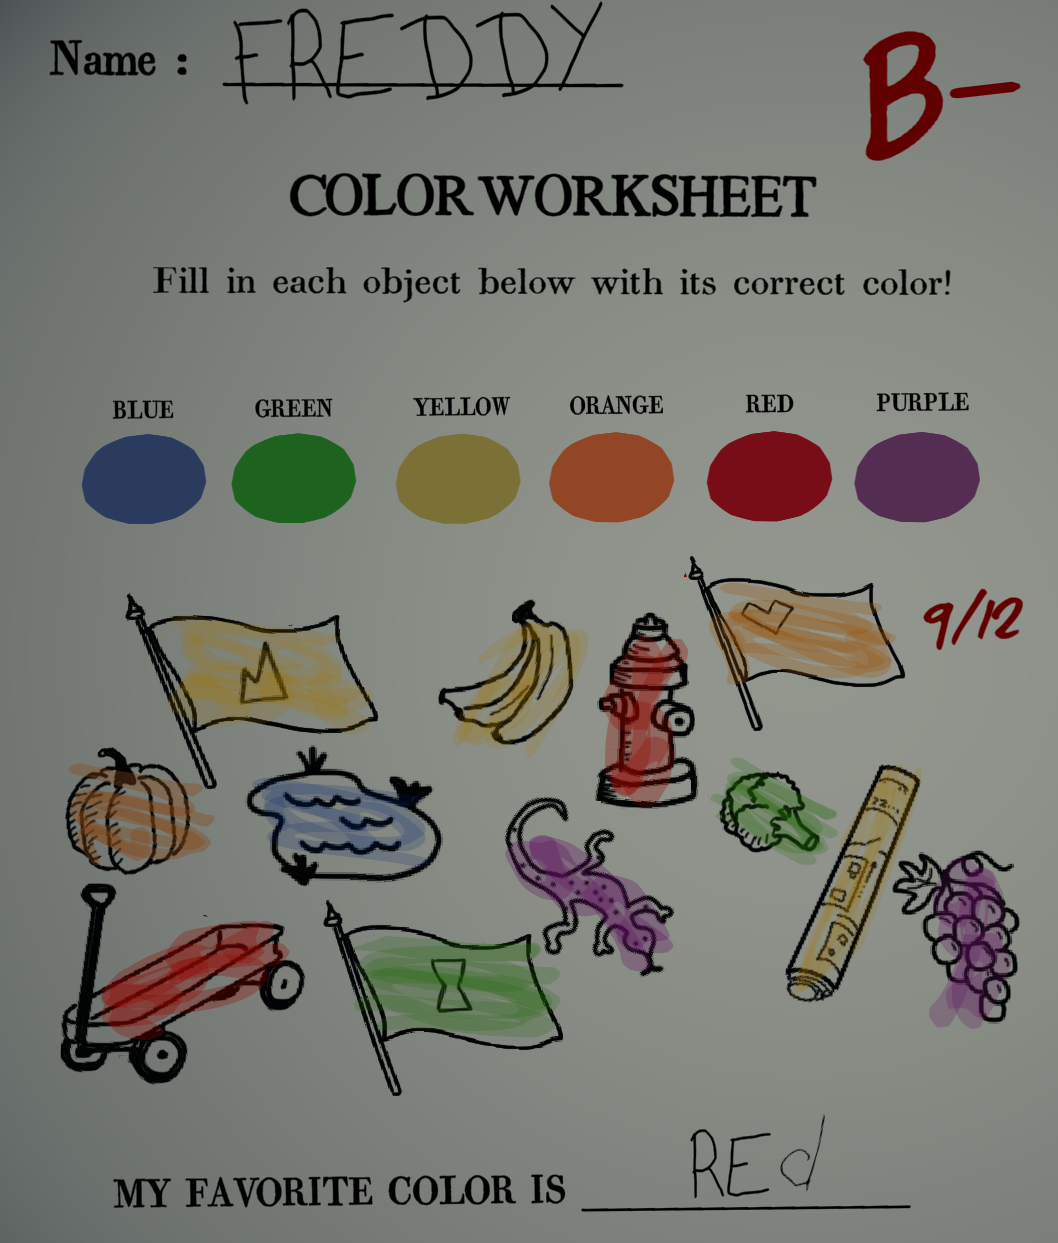 Name : FREDDY
B-
COLOR WORKSHEET
Fill in each object below with its correct color!
BLUE GREEN YELLOW ORANGE RED PURPLE
9/12
MY FAVORITE COLOR IS REd